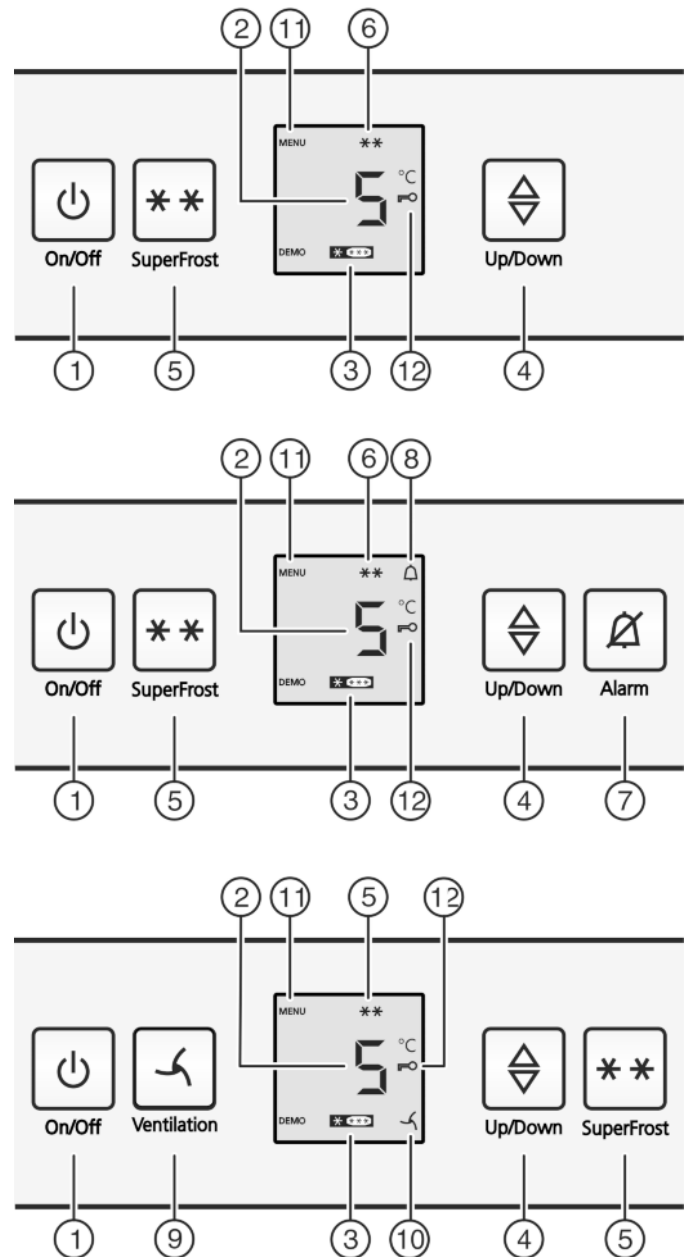 2 11 6
MENU
5 °C
DEMO
On/Off SuperFrost Up/Down
1 5 3 12 4
2 11 6 8
MENU
5 °C
DEMO
On/Off SuperFrost Up/Down Alarm
1 5 3 12 4 7
2 11 5 12
MENU
5 °C
DEMO
On/Off Ventilation Up/Down SuperFrost
1 9 3 10 4 5